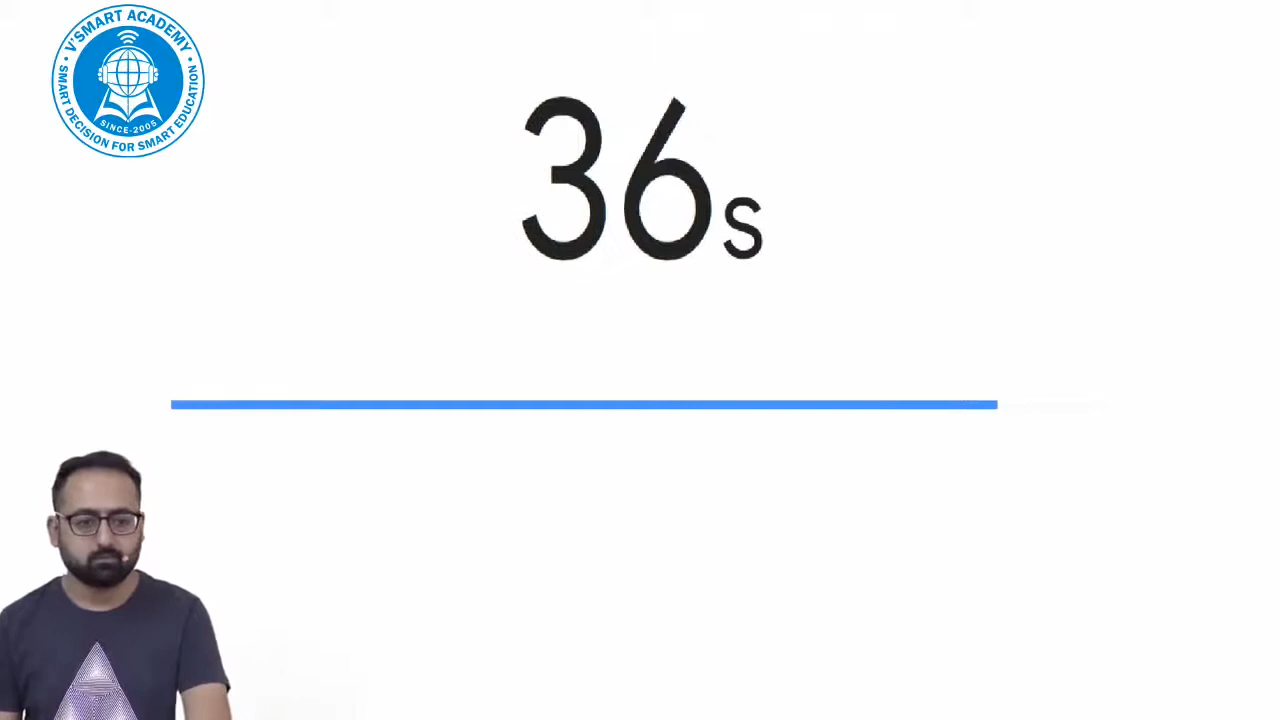 V'SMART ACADEMY
SINCE-2005
SMART DECISION FOR SMART EDUCATION
36s